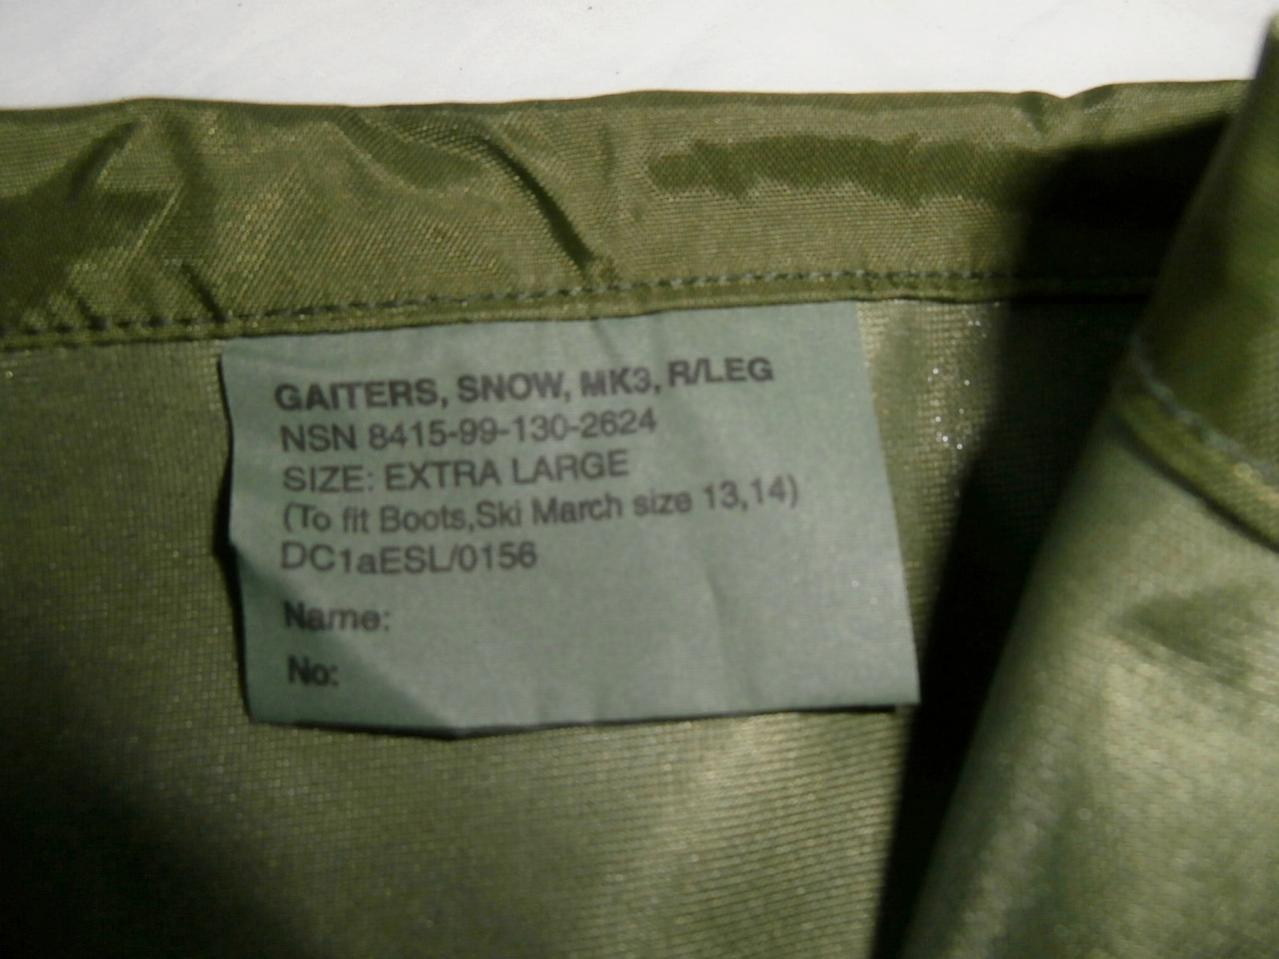 GAITERS, SNOW, MK3, R/LEG
NSN 8415-99-130-2624
SIZE: EXTRA LARGE
(To fit Boots,Ski March size 13,14)
DC1aESL/0156
Name:
No: